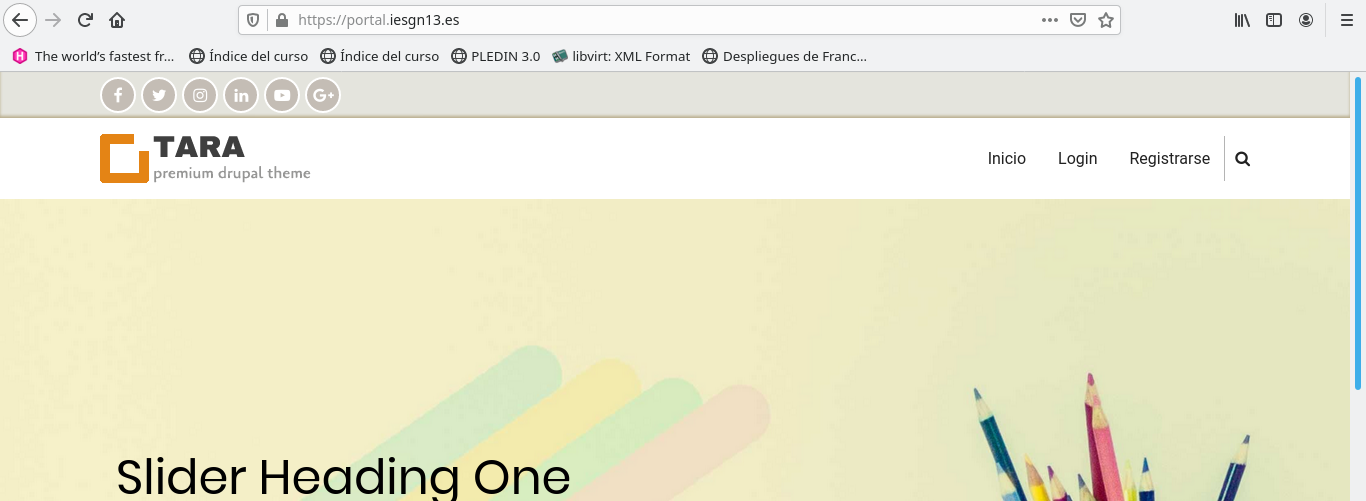 https://portal.iesgn13.es
The world's fastest fr... Índice del curso Índice del curso PLEDIN 3.0 libvirt: XML Format Despliegues de Franc...
TARA
premium drupal theme
Inicio Login Registrarse
Slider Heading One